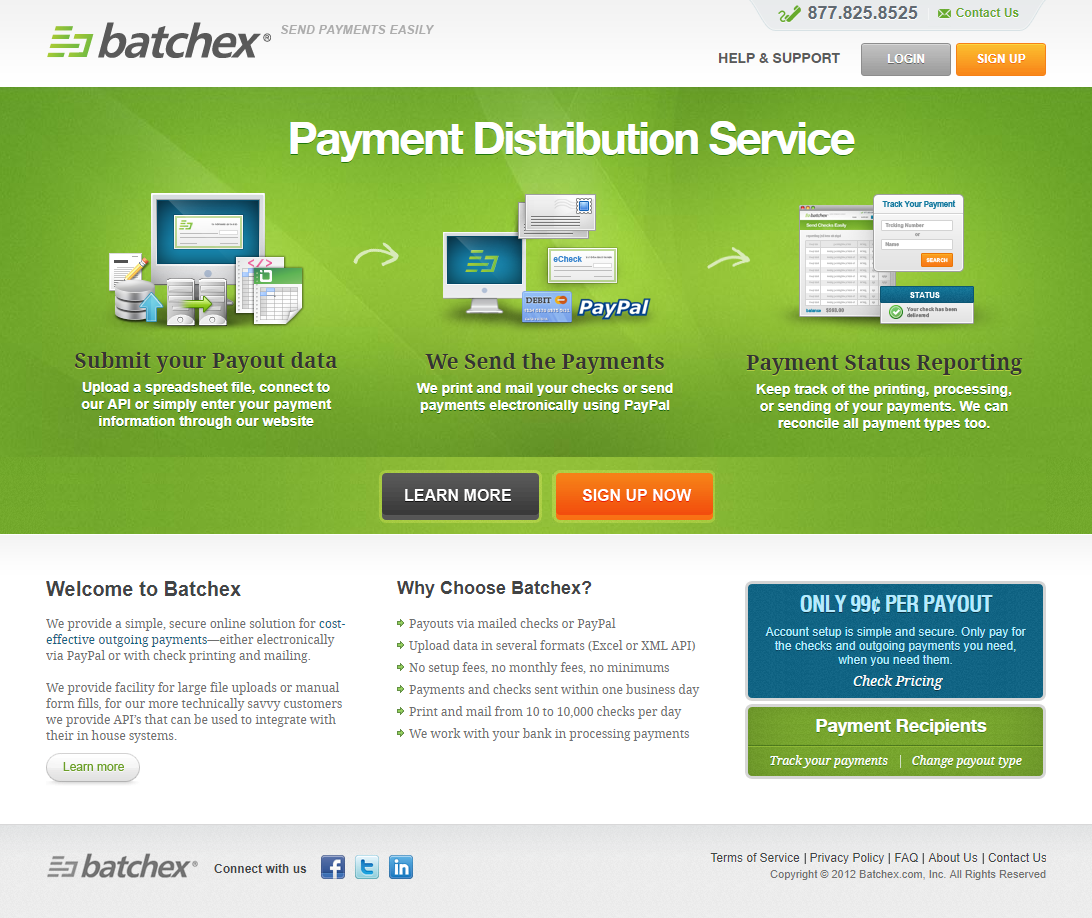 batchex®
SEND PAYMENTS EASILY
877.825.8525
Contact Us
HELP & SUPPORT
LOGIN
SIGN UP
Payment Distribution Service
eCheck
DEBIT
PayPal
batchex
Send Checks Easily
Track Your Payment
or
Name
SEARCH
STATUS
Your check has been
delivered
balance $000.00
Submit your Payout data
Upload a spreadsheet file, connect to
our API or simply enter your payment
information through our website
We Send the Payments
We print and mail your checks or send
payments electronically using PayPal
Payment Status Reporting
Keep track of the printing, processing,
or sending of your payments. We can
reconcile all payment types too.
LEARN MORE
SIGN UP NOW
Welcome to Batchex
We provide a simple, secure online solution for cost-
effective outgoing payments—either electronically
via PayPal or with check printing and mailing.
We provide facility for large file uploads or manual
form fills, for our more technically savvy customers
we provide API's that can be used to integrate with
their in house systems.
Learn more
Why Choose Batchex?
Payouts via mailed checks or PayPal
Upload data in several formats (Excel or XML API)
No setup fees, no monthly fees, no minimums
Payments and checks sent within one business day
Print and mail from 10 to 10,000 checks per day
We work with your bank in processing payments
ONLY 99¢ PER PAYOUT
Account setup is simple and secure. Only pay for
the checks and outgoing payments you need,
when you need them.
Check Pricing
Payment Recipients
Track your payments | Change payout type
batchex®
Connect with us
Terms of Service | Privacy Policy | FAQ | About Us | Contact Us
Copyright © 2012 Batchex.com, Inc. All Rights Reserved